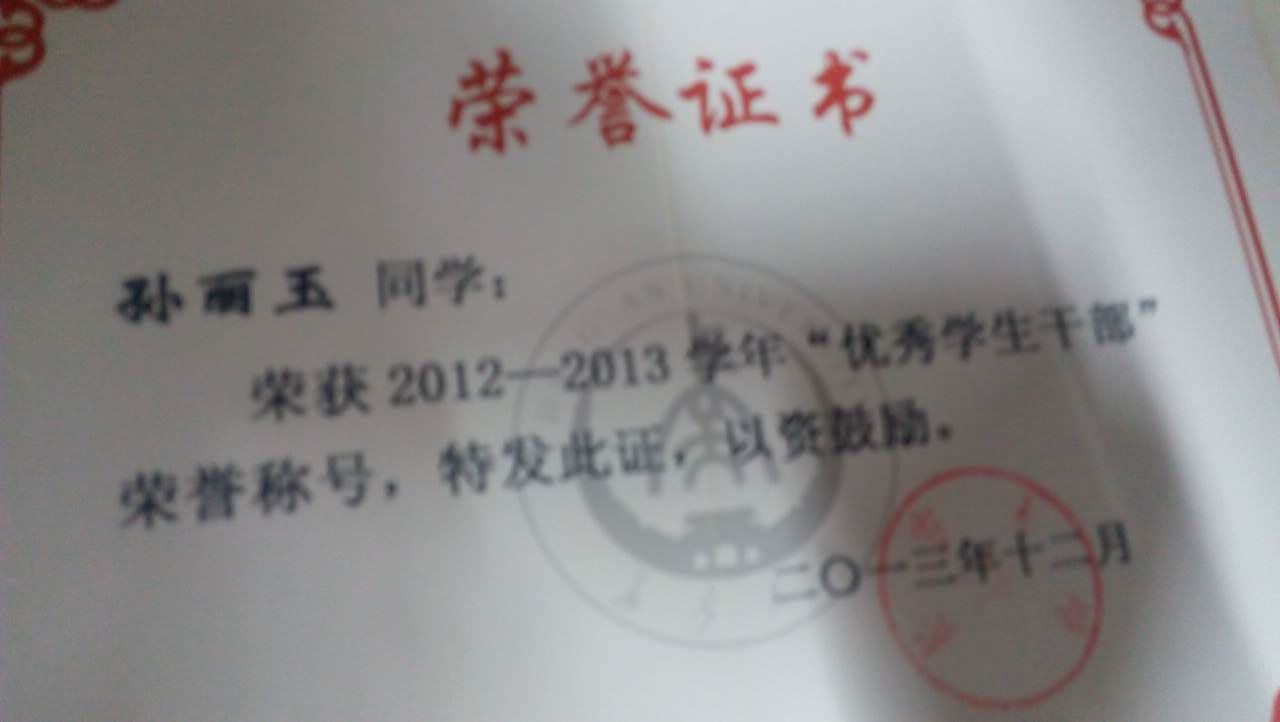 荣誉证书
孙丽玉 同学：
荣获 2012—2013 学年“优秀学生干部”
荣誉称号，特发此证，以资鼓励。
二〇一三年十二月